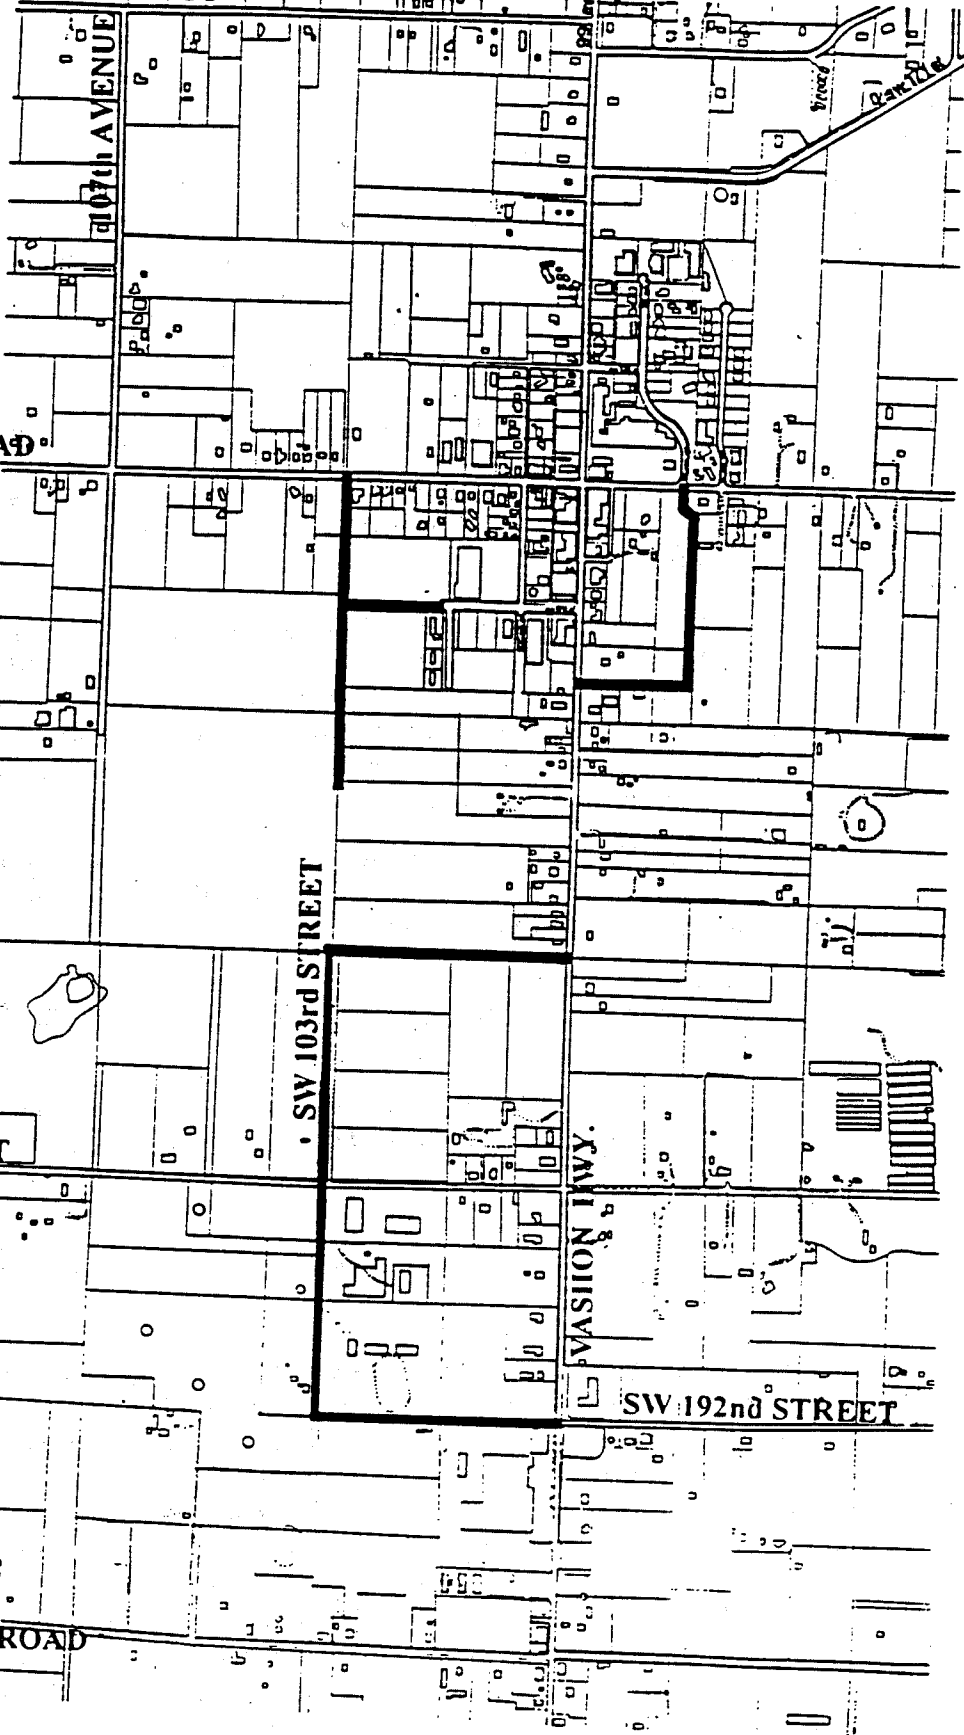 107th AVENUE
AD
SW 103rd STREET
VASHON HWY.
SW 192nd STREET
ROAD